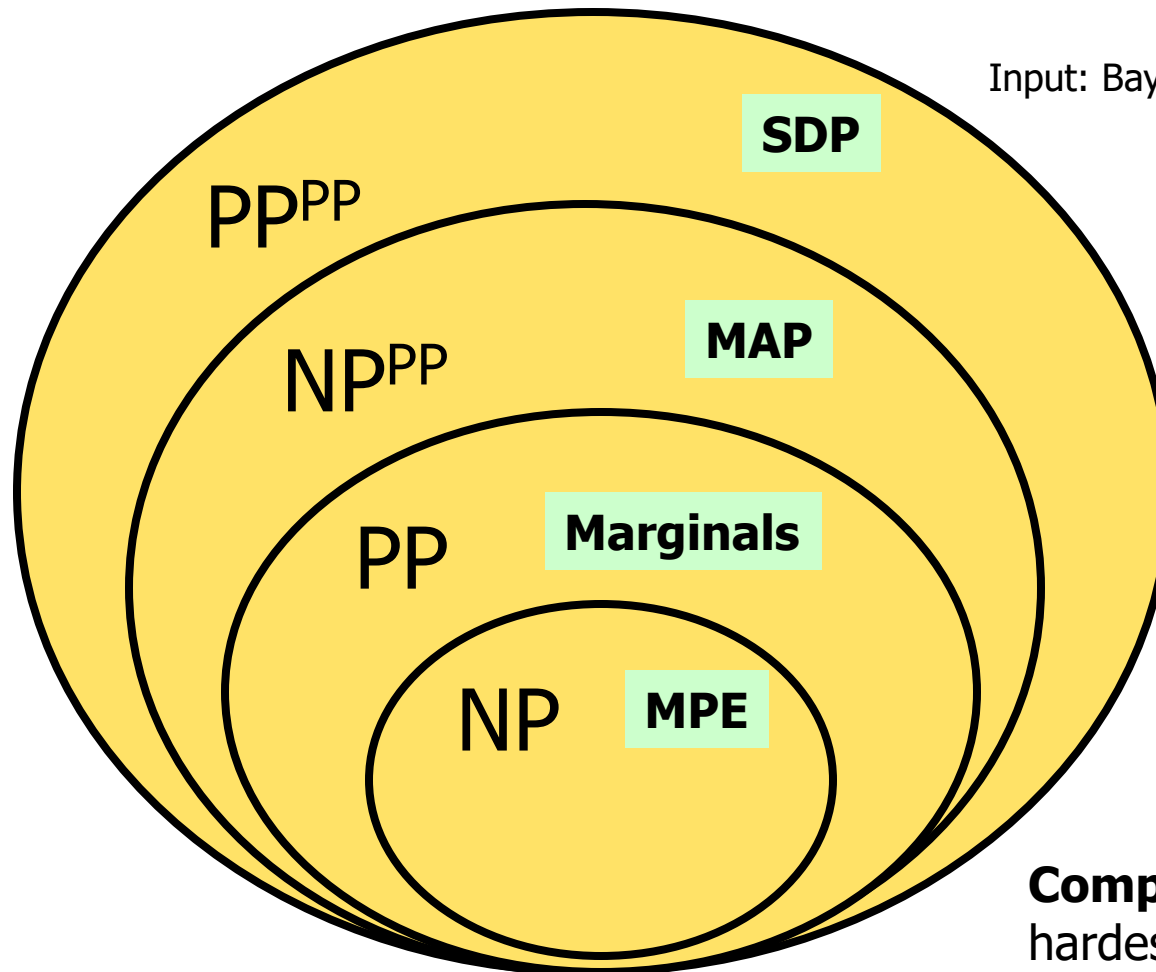 Input: Bay
SDP
PP^PP
MAP
NP^PP
Marginals
PP
MPE
NP
Comp
hardes